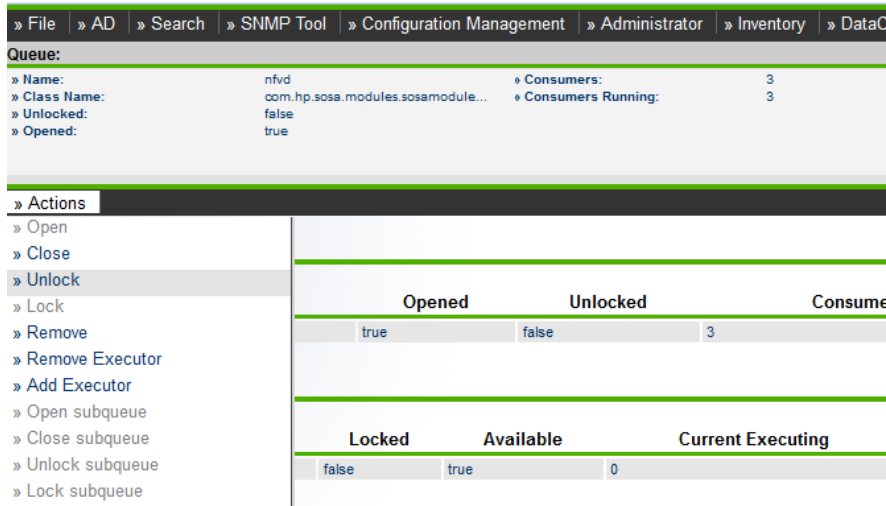 » File » AD » Search » SNMP Tool » Configuration Management » Administrator » Inventory » DataC
Queue:
» Name: nfvd » Consumers: 3
» Class Name: com.hp.sosa.modules.sosamodule... » Consumers Running: 3
» Unlocked: false
» Opened: true
» Actions
» Open
» Close
» Unlock
» Lock
» Remove
» Remove Executor
» Add Executor
» Open subqueue
» Close subqueue
» Unlock subqueue
» Lock subqueue
Opened Unlocked Consume
true false 3
Locked Available Current Executing
false true 0